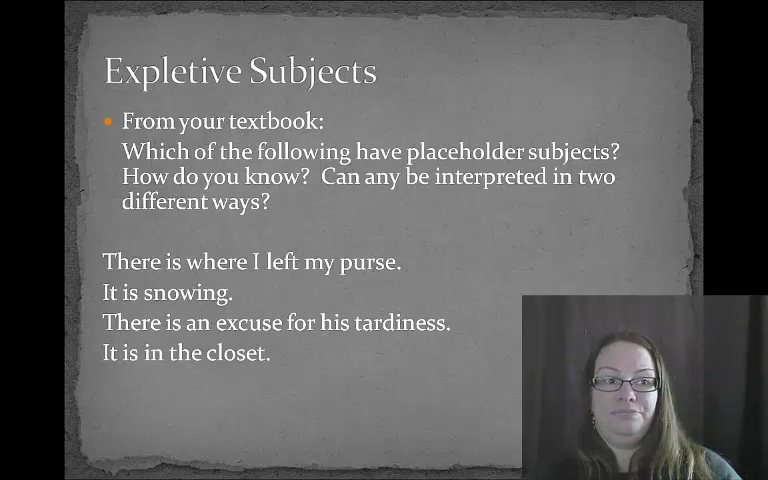 Expletive Subjects
From your textbook:
Which of the following have placeholder subjects?
How do you know? Can any be interpreted in two
different ways?
There is where I left my purse.
It is snowing.
There is an excuse for his tardiness.
It is in the closet.